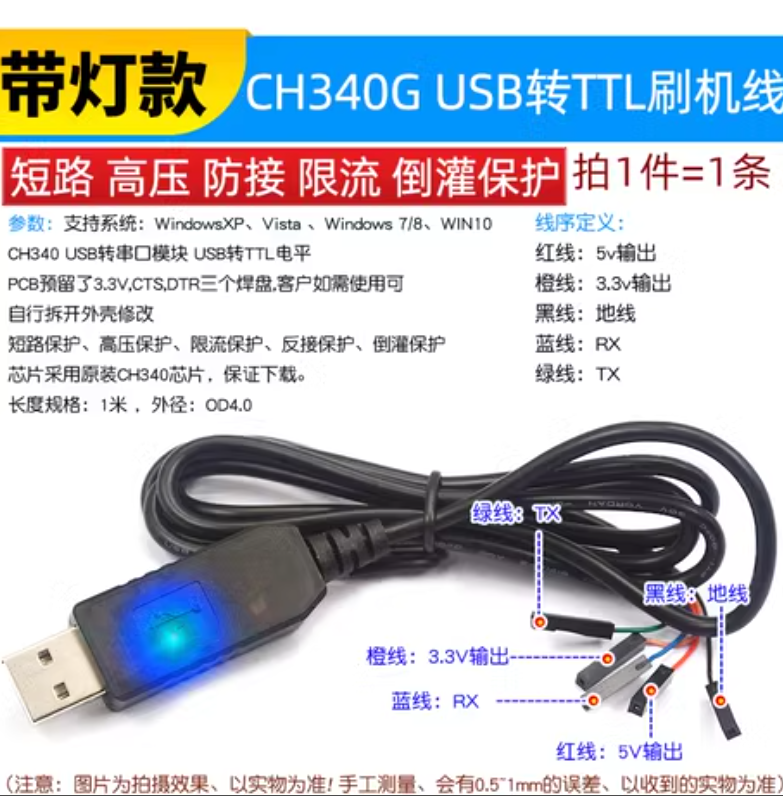 带灯款
CH340G USB转TTL刷机线
短路 高压 防接 限流 倒灌保护
拍1件=1条
参数：支持系统：WindowsXP、Vista 、Windows 7/8、WIN10
CH340 USB转串口模块 USB转TTL电平
PCB预留了3.3V,CTS,DTR三个焊盘,客户如需使用可
自行拆开外壳修改
短路保护、高压保护、限流保护、反接保护、倒灌保护
芯片采用原装CH340芯片，保证下载。
长度规格：1米，外径：OD4.0
线序定义：
红线：5v输出
橙线：3.3v输出
黑线：地线
蓝线：RX
绿线：TX
绿线：TX
黑线：地线
橙线：3.3V输出
蓝线：RX
红线：5V输出
(注意：图片为拍摄效果、以实物为准! 手工测量、会有0.5~1mm的误差、以收到的实物为准)